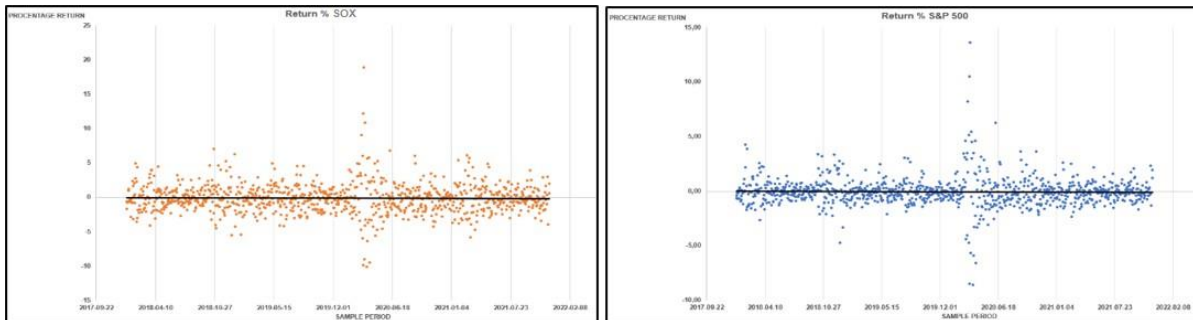 Return % SOX
PROCENTAGE RETURN
25
20
15
10
5
0
-5
-10
-15
2017-09-22 2018-04-10 2018-10-27 2019-05-15 2019-12-01 2020-06-18 2021-01-04 2021-07-23 2022-02-08
SAMPLE PERIOD
Return % S&P 500
PROCENTAGE RETURN
15,00
10,00
5,00
0,00
-5,00
-10,00
2017-09-22 2018-04-10 2018-10-27 2019-05-15 2019-12-01 2020-06-18 2021-01-04 2021-07-23 2022-02-08
SAMPLE PERIOD